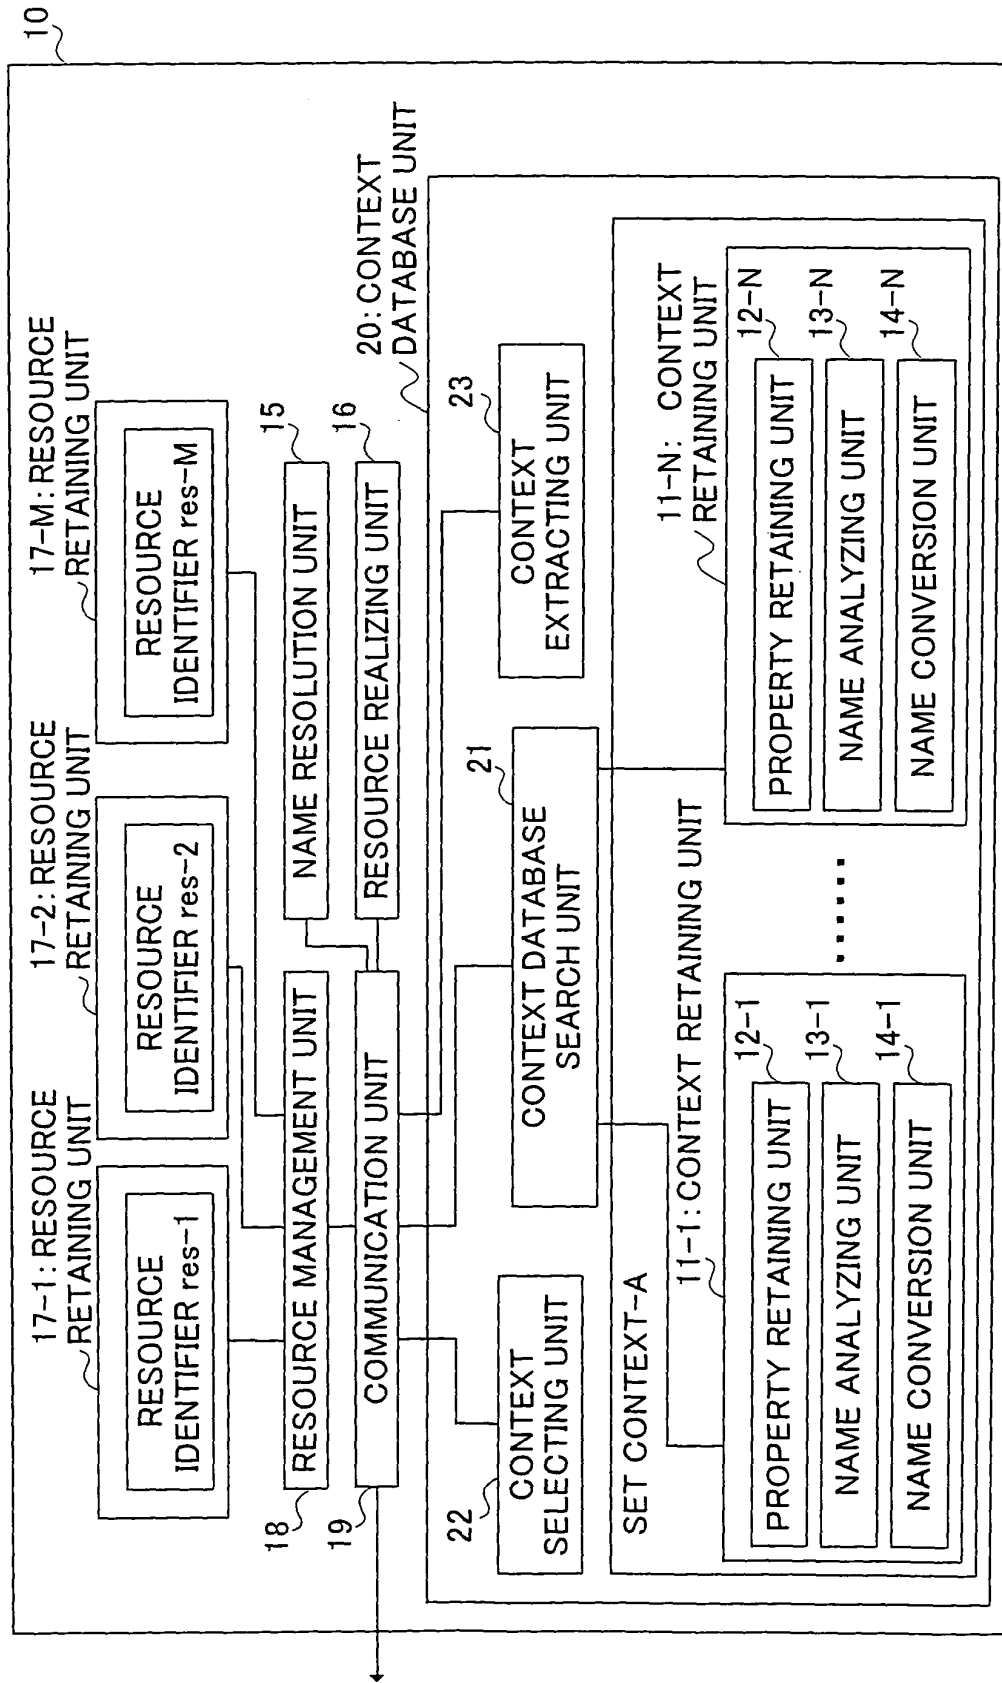 10
17-1: RESOURCE
RETAINING UNIT
RESOURCE
IDENTIFIER res-1
17-2: RESOURCE
RETAINING UNIT
RESOURCE
IDENTIFIER res-2
17-M: RESOURCE
RETAINING UNIT
RESOURCE
IDENTIFIER res-M
18
RESOURCE MANAGEMENT UNIT
NAME RESOLUTION UNIT
15
19
COMMUNICATION UNIT
RESOURCE REALIZING UNIT
16
20: CONTEXT
DATABASE UNIT
22
CONTEXT
SELECTING UNIT
CONTEXT DATABASE
SEARCH UNIT
21
CONTEXT
EXTRACTING UNIT
23
SET CONTEXT-A
11-1: CONTEXT RETAINING UNIT
PROPERTY RETAINING UNIT
12-1
NAME ANALYZING UNIT
13-1
NAME CONVERSION UNIT
14-1
......
11-N: CONTEXT
RETAINING UNIT
PROPERTY RETAINING UNIT
12-N
NAME ANALYZING UNIT
13-N
NAME CONVERSION UNIT
14-N